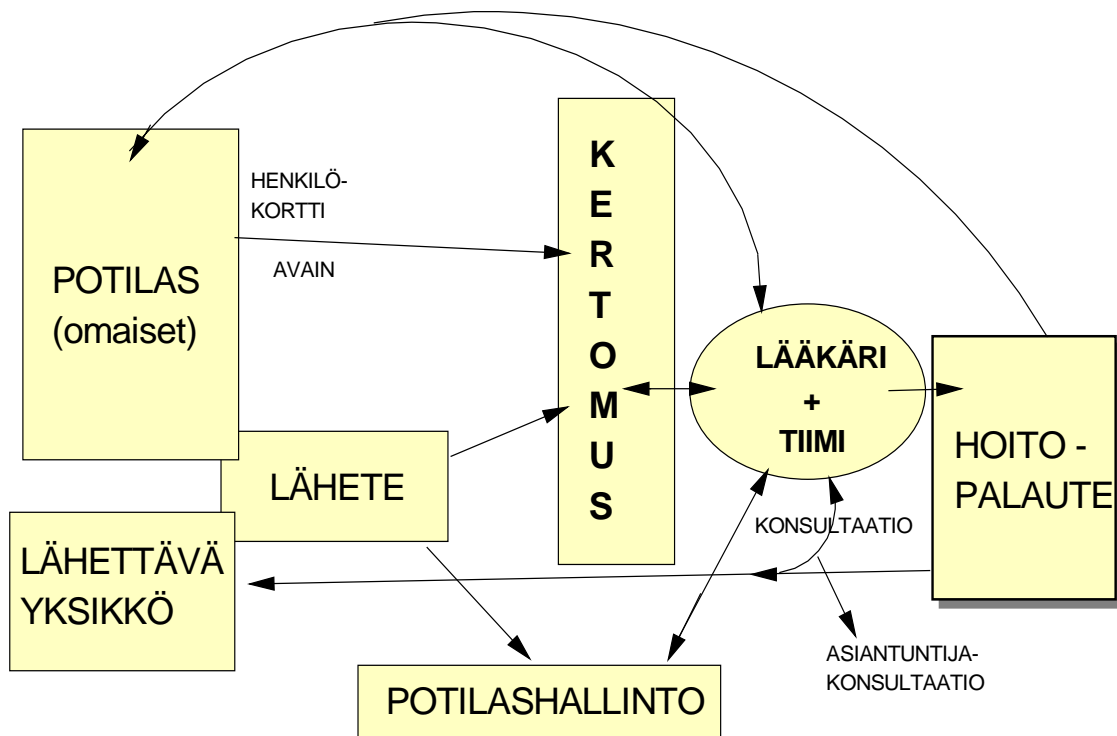 HENKILÖ-
KORTTI
AVAIN
POTILAS
(omaiset)
K
E
R
T
O
M
U
S
LÄÄKÄRI
+
TIIMI
HOITO -
PALAUTE
LÄHETE
KONSULTAATIO
LÄHETTÄVÄ
YKSIKKÖ
ASIANTUNTIJA-
KONSULTAATIO
POTILASHALLINTO